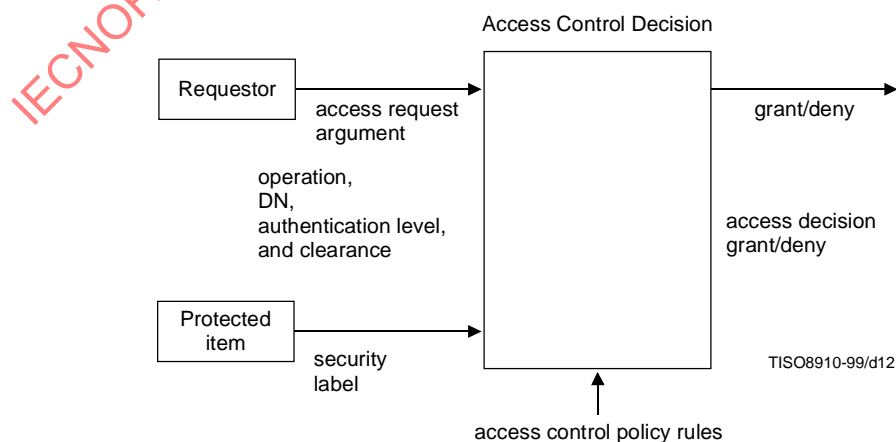 Access Control Decision
Requestor
access request
argument
grant/deny
operation,
DN,
authentication level,
and clearance
access decision
grant/deny
Protected
item
security
label
TISO8910-99/d12
access control policy rules